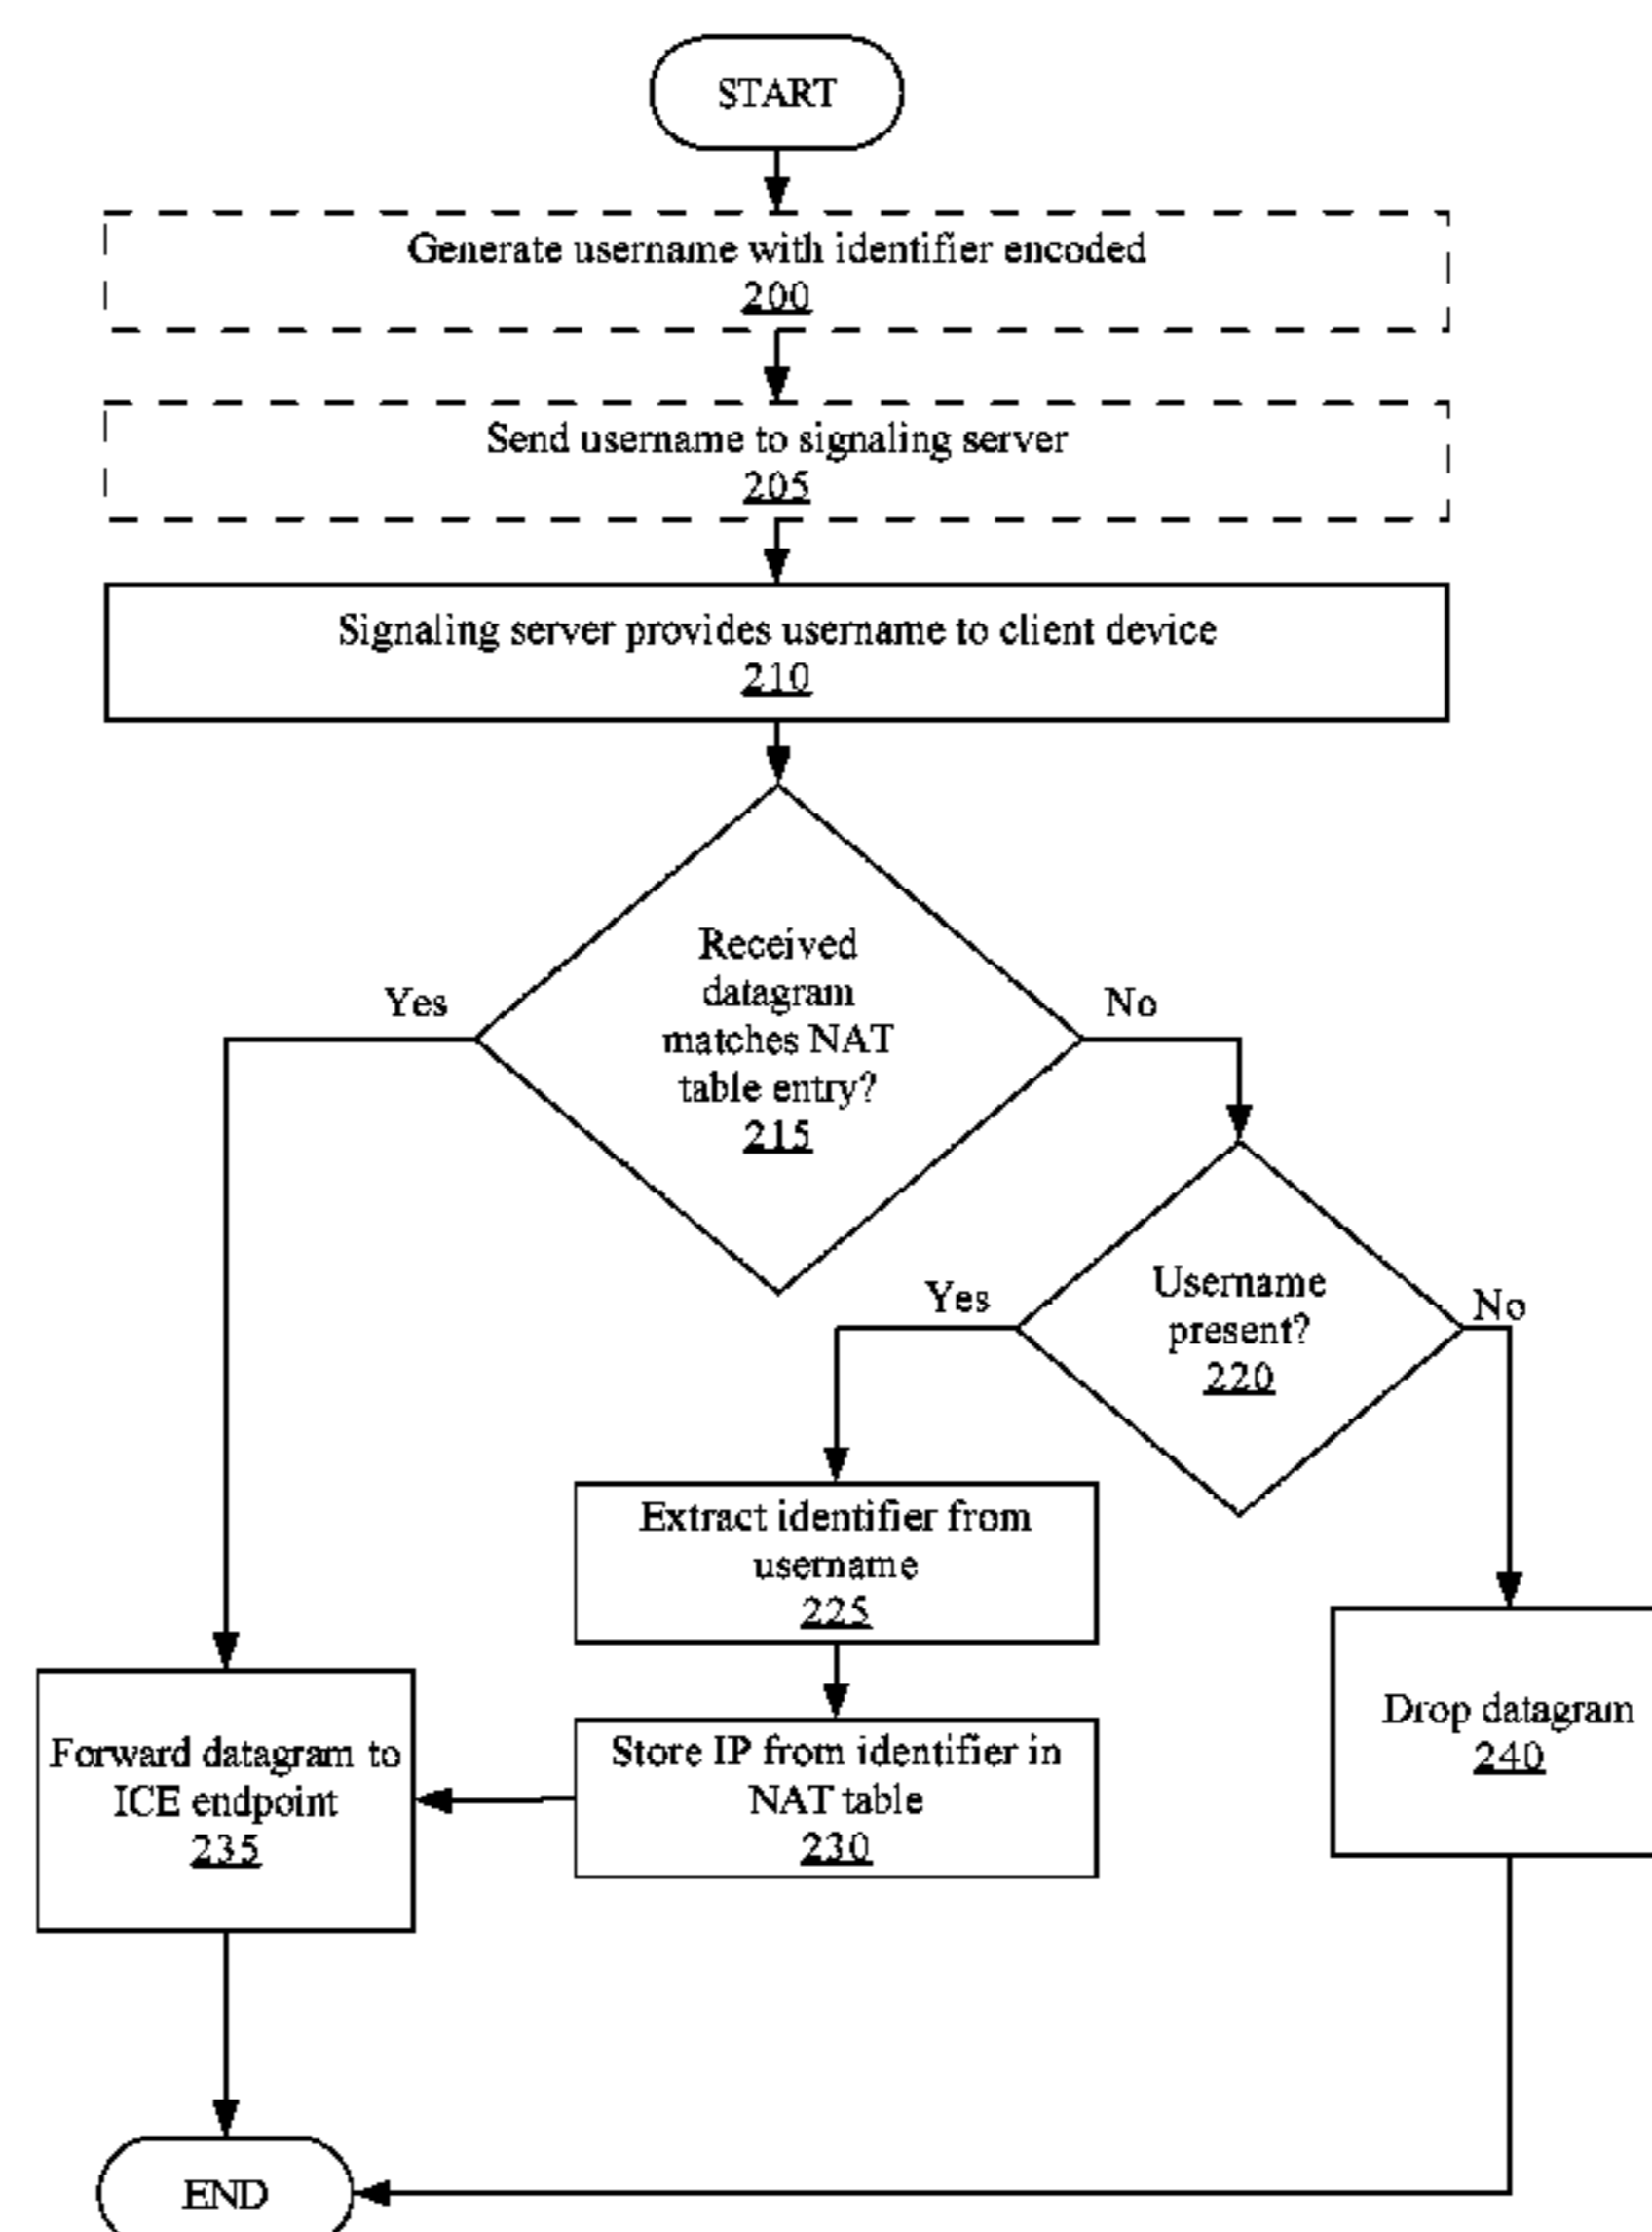 START
Generate username with identifier encoded
200
Send username to signaling server
205
Signaling server provides username to client device
210
Received
datagram
matches NAT
table entry?
215
Yes
No
Username
present?
220
Yes
No
Extract identifier from
username
225
Store IP from identifier in
NAT table
230
Forward datagram to
ICE endpoint
235
Drop datagram
240
END